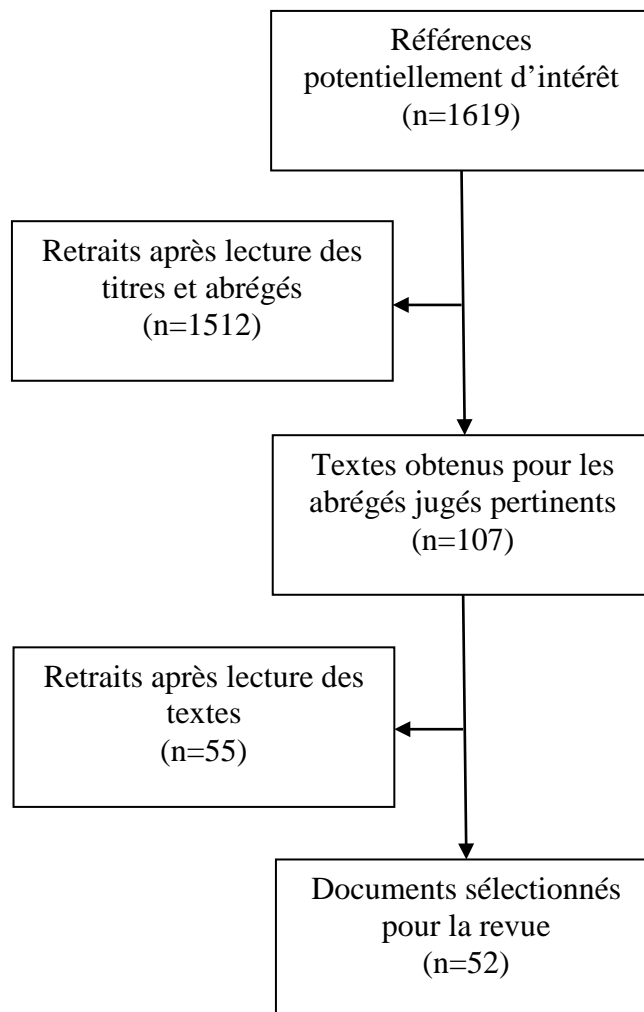 Références
potentiellement d’intérêt
(n=1619)
Retraits après lecture des
titres et abrégés
(n=1512)
Textes obtenus pour les
abrégés jugés pertinents
(n=107)
Retraits après lecture des
textes
(n=55)
Documents sélectionnés
pour la revue
(n=52)